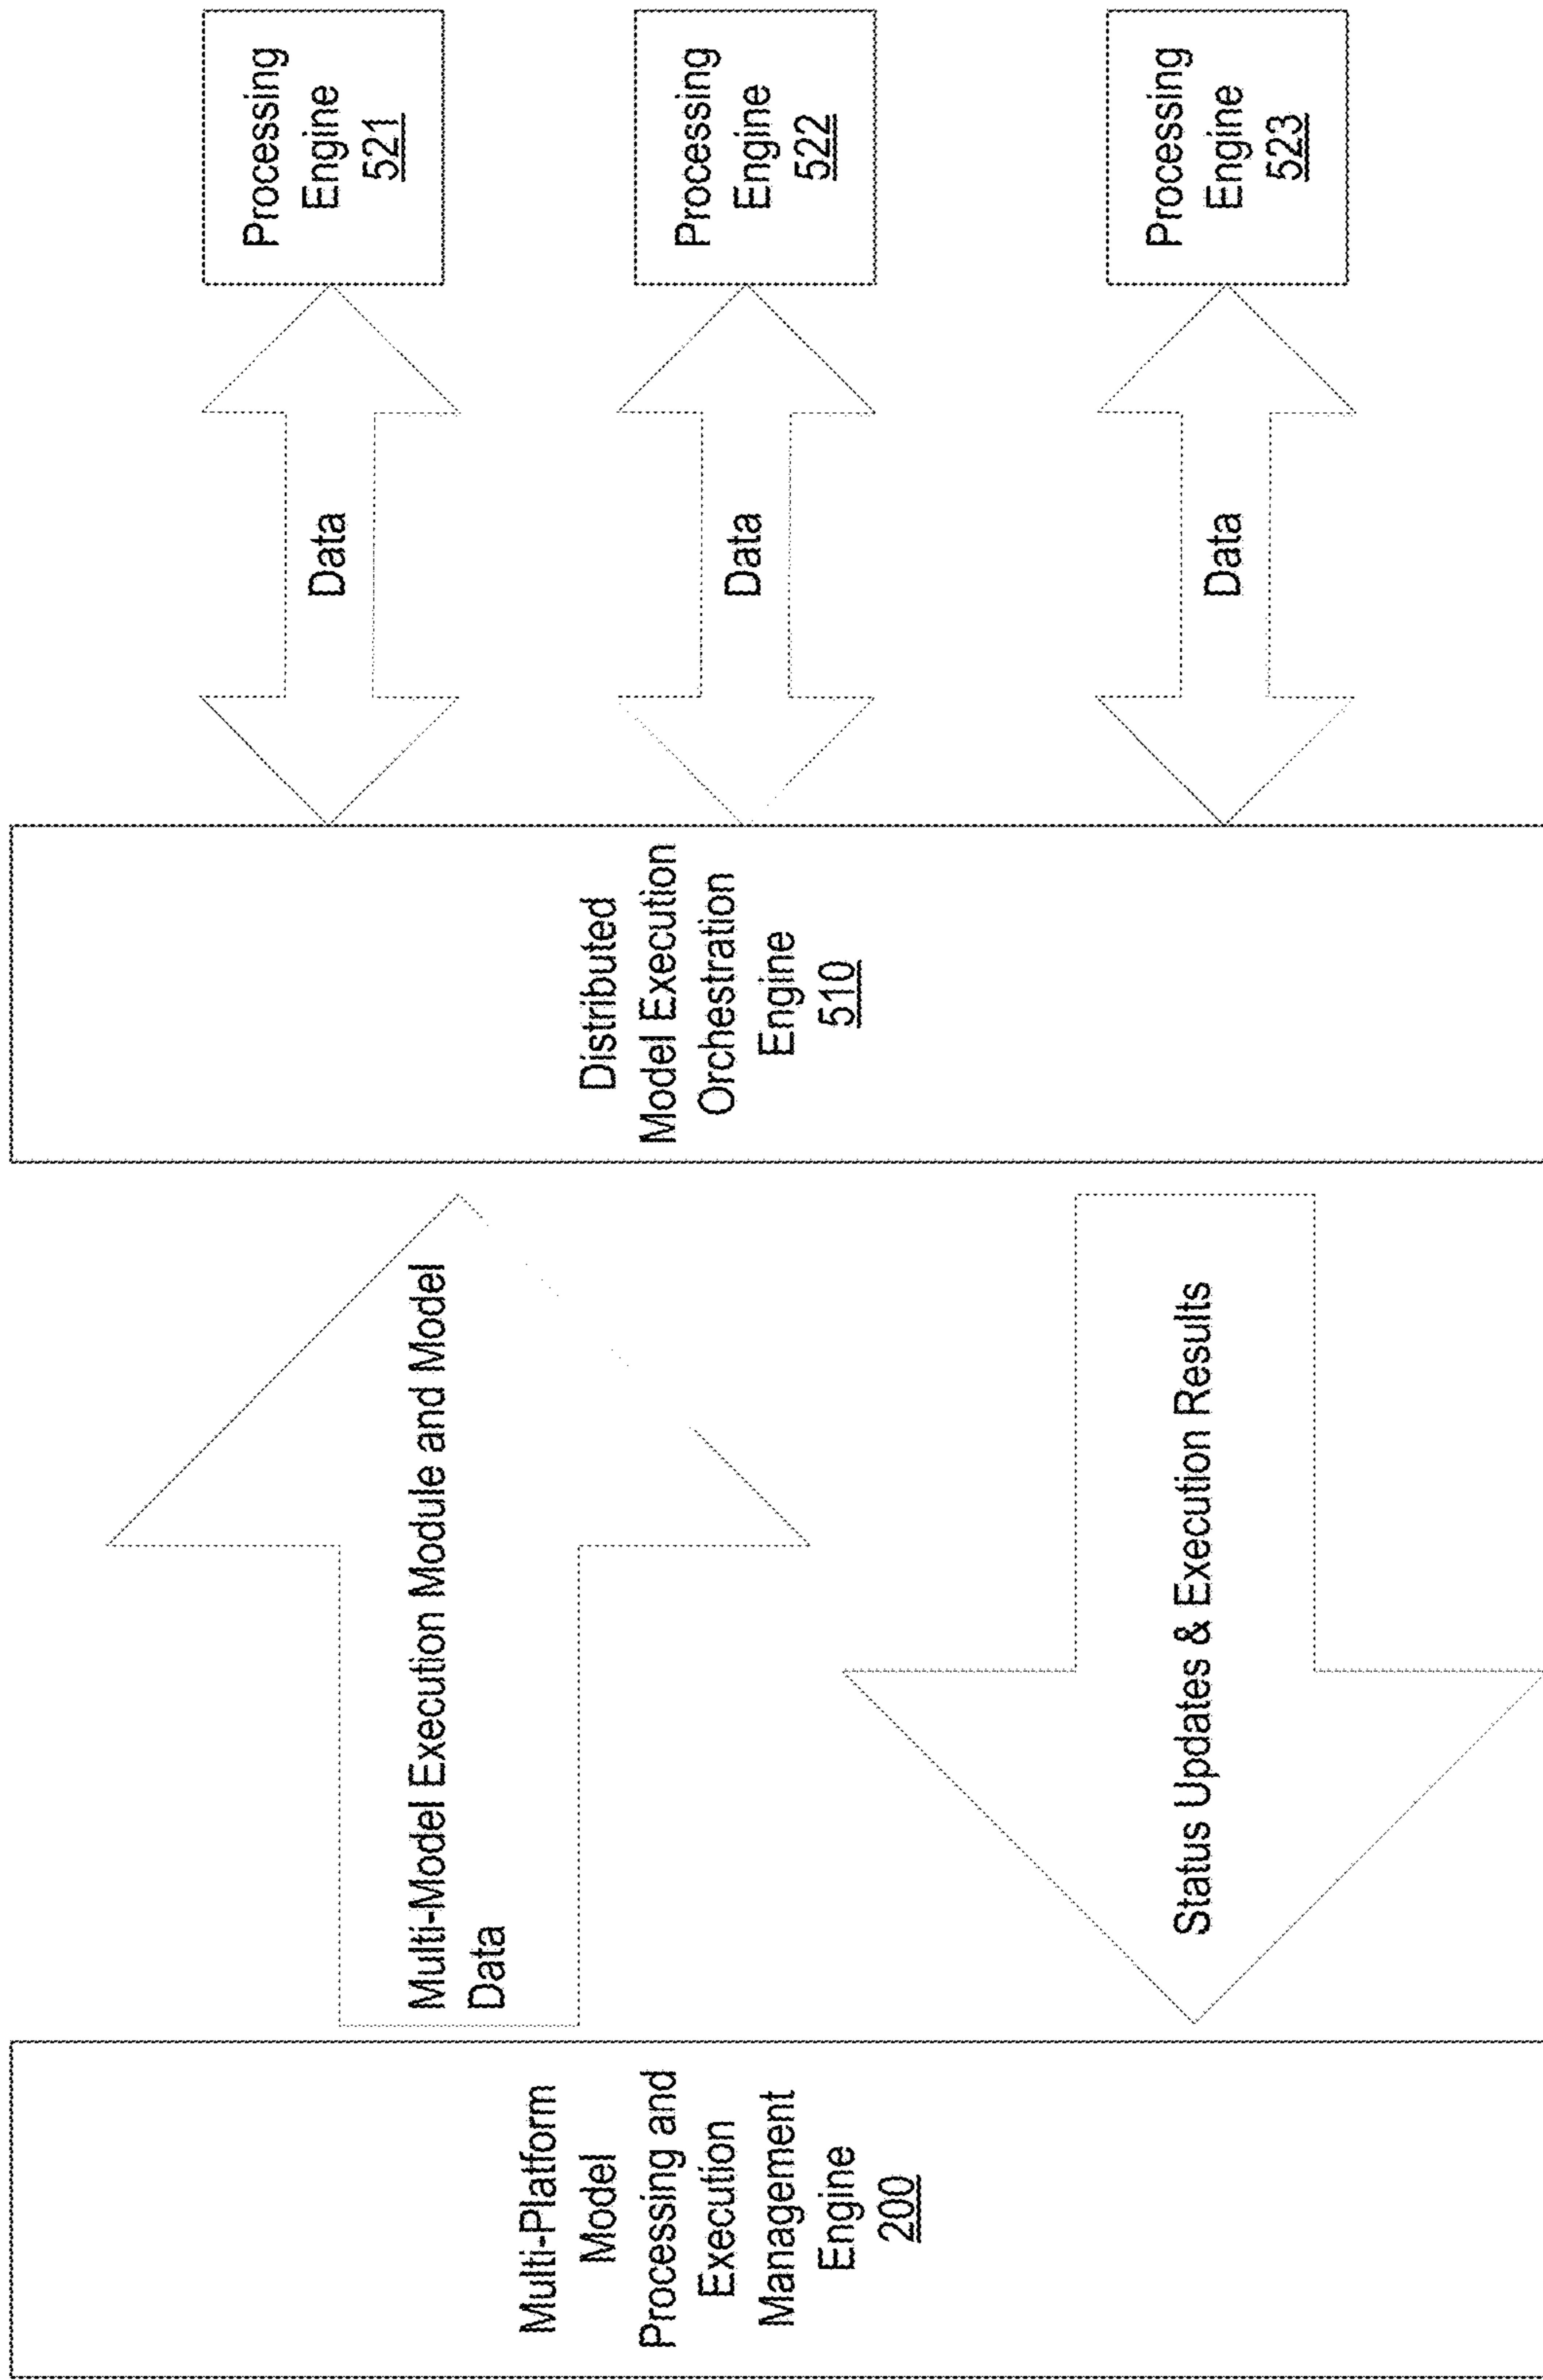 Multi-Platform
Model
Processing and
Execution
Management
Engine
200
Multi-Model Execution Module and Model
Data
Status Updates & Execution Results
Distributed
Model Execution
Orchestration
Engine
510
Data
Data
Data
Processing
Engine
521
Processing
Engine
522
Processing
Engine
523